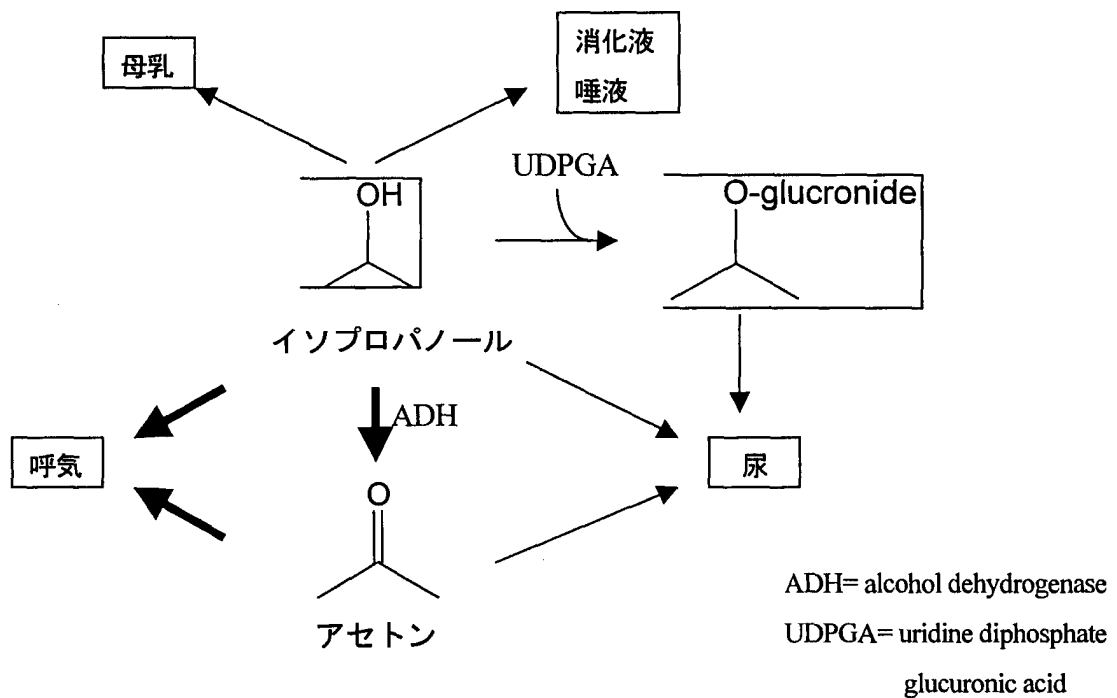 母乳
消化液
唾液
UDPGA
OH
O-glucronide
イソプロパノール
ADH
呼気
尿
O
アセトン
ADH= alcohol dehydrogenase
UDPGA= uridine diphosphate
glucuronic acid